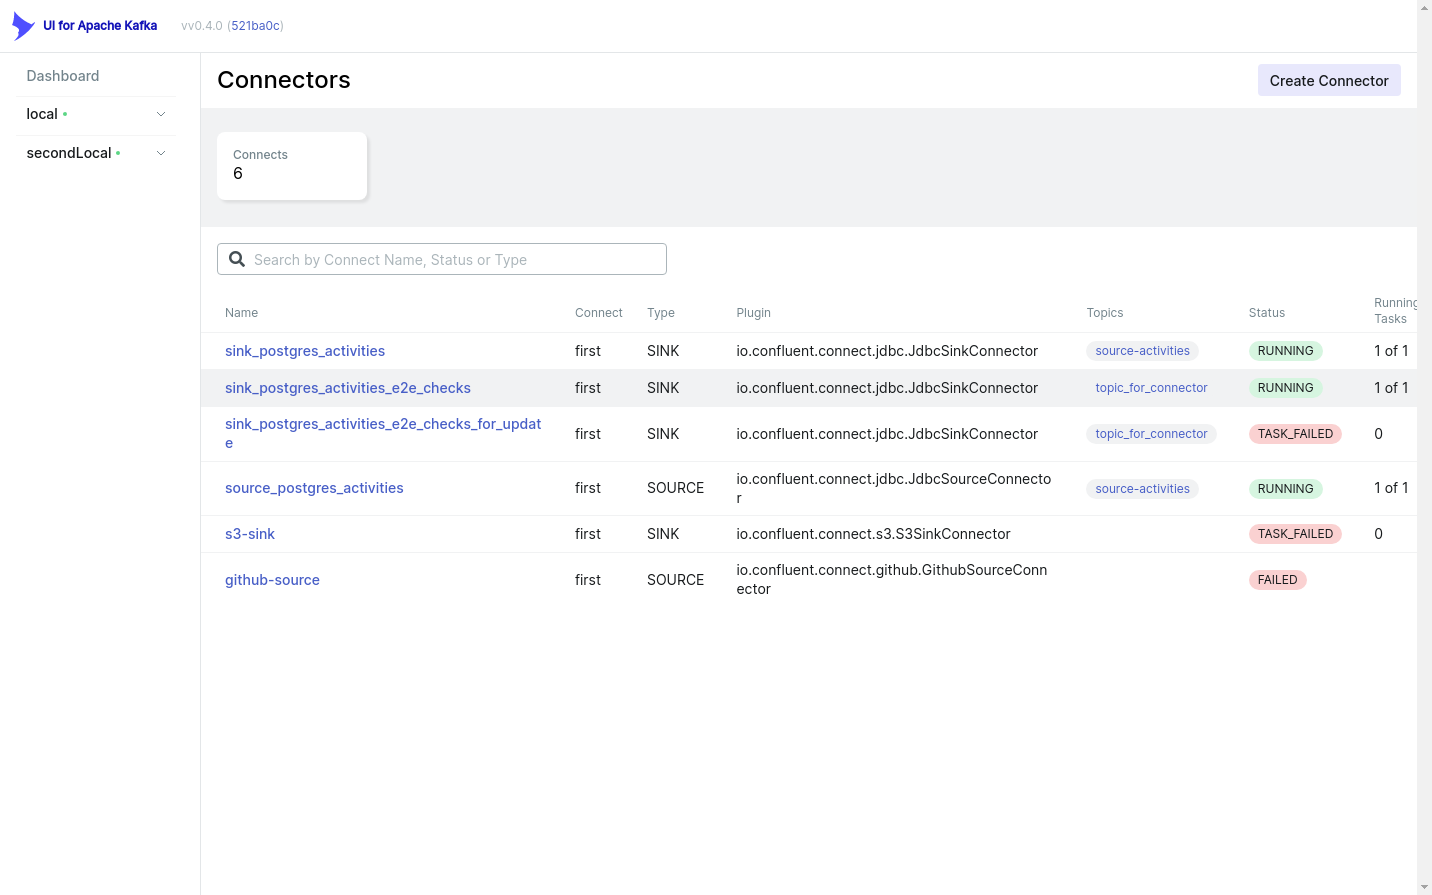 UI for Apache Kafka
vv0.4.0 (521ba0c)
Dashboard
local
secondLocal
Connectors
Create Connector
Connects
6
Search by Connect Name, Status or Type
Name Connect Type Plugin Topics Status Running
Tasks
sink_postgres_activities first SINK io.confluent.connect.jdbc.JdbcSinkConnector source-activities RUNNING 1 of 1
sink_postgres_activities_e2e_checks first SINK io.confluent.connect.jdbc.JdbcSinkConnector topic_for_connector RUNNING 1 of 1
sink_postgres_activities_e2e_checks_for_updat
e
first SINK io.confluent.connect.jdbc.JdbcSinkConnector topic_for_connector TASK_FAILED 0
source_postgres_activities first SOURCE io.confluent.connect.jdbc.JdbcSourceConnecto
r
source-activities RUNNING 1 of 1
s3-sink first SINK io.confluent.connect.s3.S3SinkConnector TASK_FAILED 0
github-source first SOURCE io.confluent.connect.github.GithubSourceConn
ector
FAILED